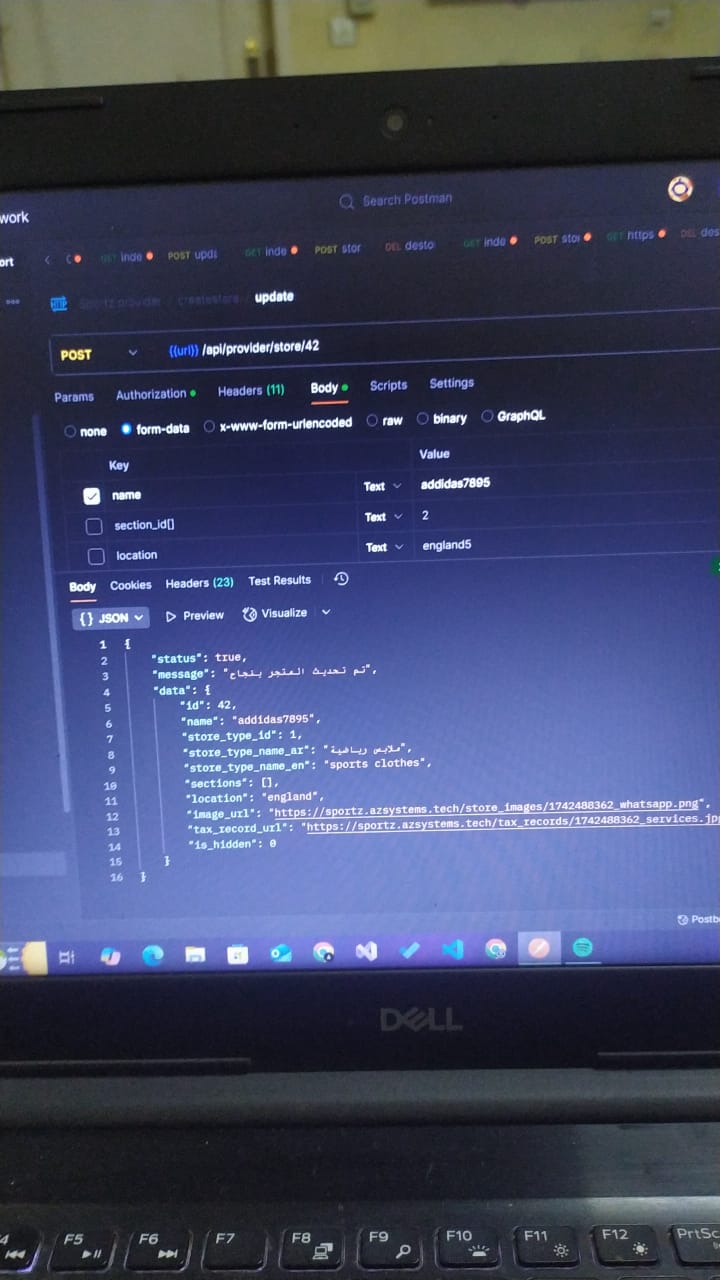 work
Search Postman
ort
GET inde
POST upda
GET inde
POST stor
DEL desto
GET inde
POST stor
GET https
DEL des
HTTP Sportz provider / createstore / update
POST {{url}} /api/provider/store/42
Params Authorization Headers (11) Body Scripts Settings
none form-data x-www-form-urlencoded raw binary GraphQL
Key Value
name Text addidas7895
section_id[] Text 2
location Text england5
Body Cookies Headers (23) Test Results
{} JSON Preview Visualize
1 {
2 "status": true,
3 "message": "تم تحديث المتجر بنجاح",
4 "data": {
5 "id": 42,
6 "name": "addidas7895",
7 "store_type_id": 1,
8 "store_type_name_ar": "ملابس رياضية",
9 "store_type_name_en": "sports clothes",
10 "sections": [],
11 "location": "england",
12 "image_url": "https://sportz.azsystems.tech/store_images/1742488362_whatsapp.png",
13 "tax_record_url": "https://sportz.azsystems.tech/tax_records/1742488362_services.jpg
14 "is_hidden": 0
15 }
16 }
Postb
DELL
F5 F6 F7 F8 F9 F10 F11 F12 PrtSc